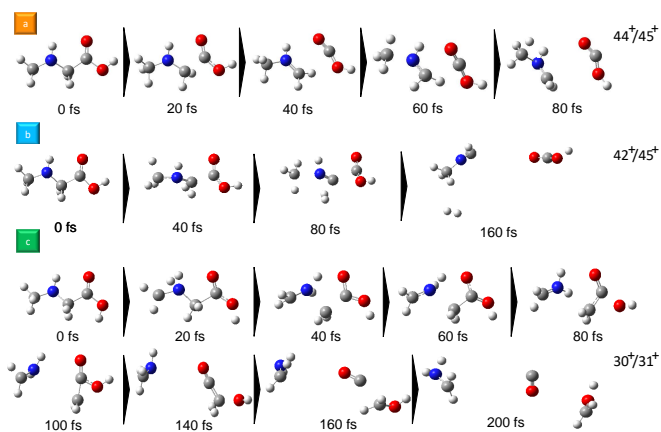 a
44+/45+
0 fs 20 fs 40 fs 60 fs 80 fs
b
42+/45+
0 fs 40 fs 80 fs 160 fs
c
0 fs 20 fs 40 fs 60 fs 80 fs
30+/31+
100 fs 140 fs 160 fs 200 fs